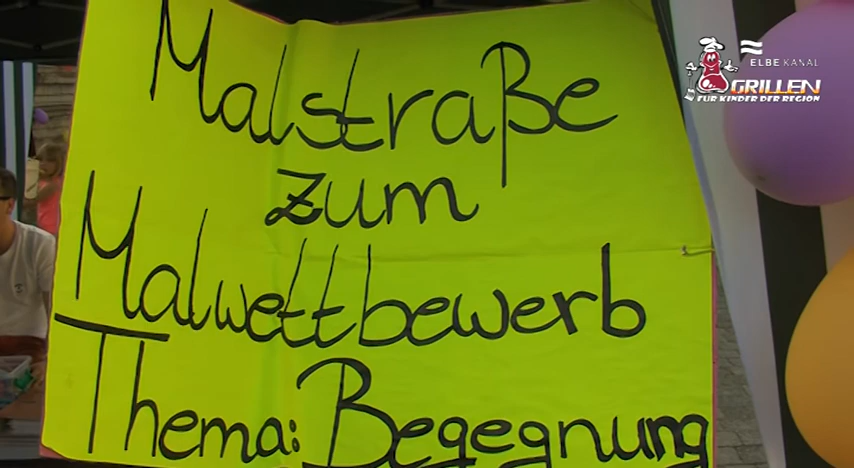 Malstraße
zum
Malwettbewerb
Thema: Begegnung
ELBE KANAL
GRILLEN
FÜR KINDER DER REGION